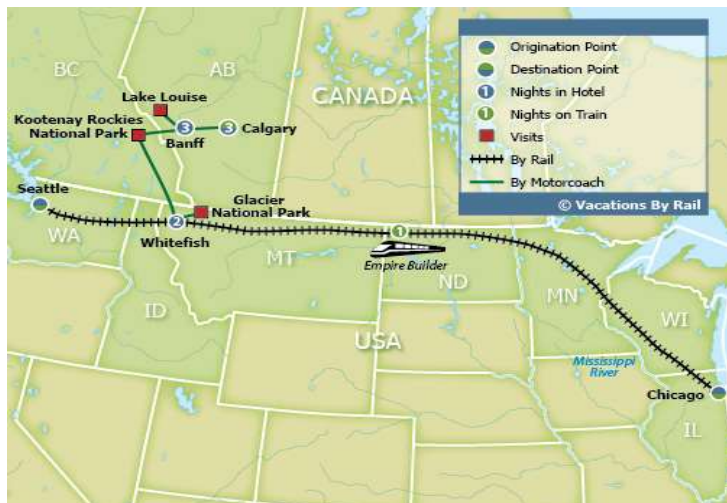 BC
AB
CANADA
Lake Louise
Kootenay Rockies
National Park
3
Banff
3
Calgary
Seattle
WA
Glacier
National Park
2
Whitefish
MT
1
Empire Builder
ND
ID
MN
WI
USA
Mississippi
River
Chicago
IL
Origination Point
Destination Point
1
Nights in Hotel
1
Nights on Train
Visits
By Rail
By Motorcoach
© Vacations By Rail